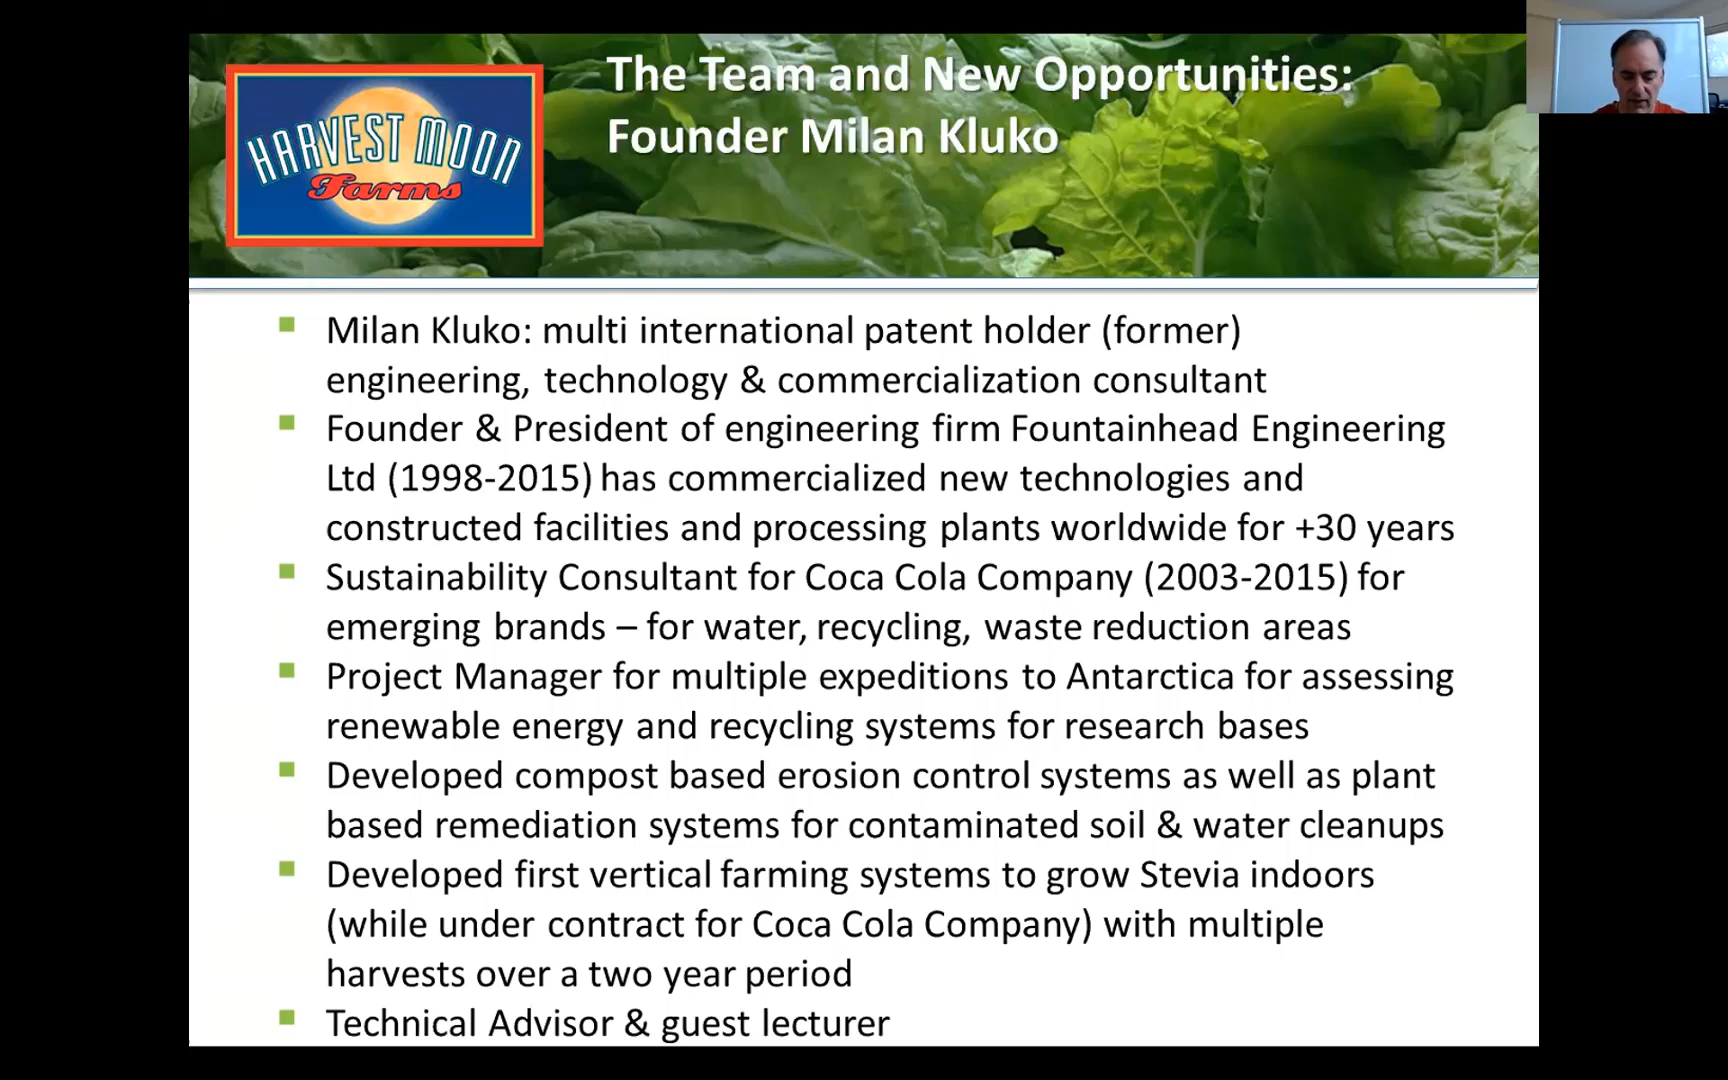 The Team and New Opportunities:
Founder Milan Kluko
HARVEST MOON
Farms
Milan Kluko: multi international patent holder (former)
engineering, technology & commercialization consultant
Founder & President of engineering firm Fountainhead Engineering
Ltd (1998-2015) has commercialized new technologies and
constructed facilities and processing plants worldwide for +30 years
Sustainability Consultant for Coca Cola Company (2003-2015) for
emerging brands – for water, recycling, waste reduction areas
Project Manager for multiple expeditions to Antarctica for assessing
renewable energy and recycling systems for research bases
Developed compost based erosion control systems as well as plant
based remediation systems for contaminated soil & water cleanups
Developed first vertical farming systems to grow Stevia indoors
(while under contract for Coca Cola Company) with multiple
harvests over a two year period
Technical Advisor & guest lecturer